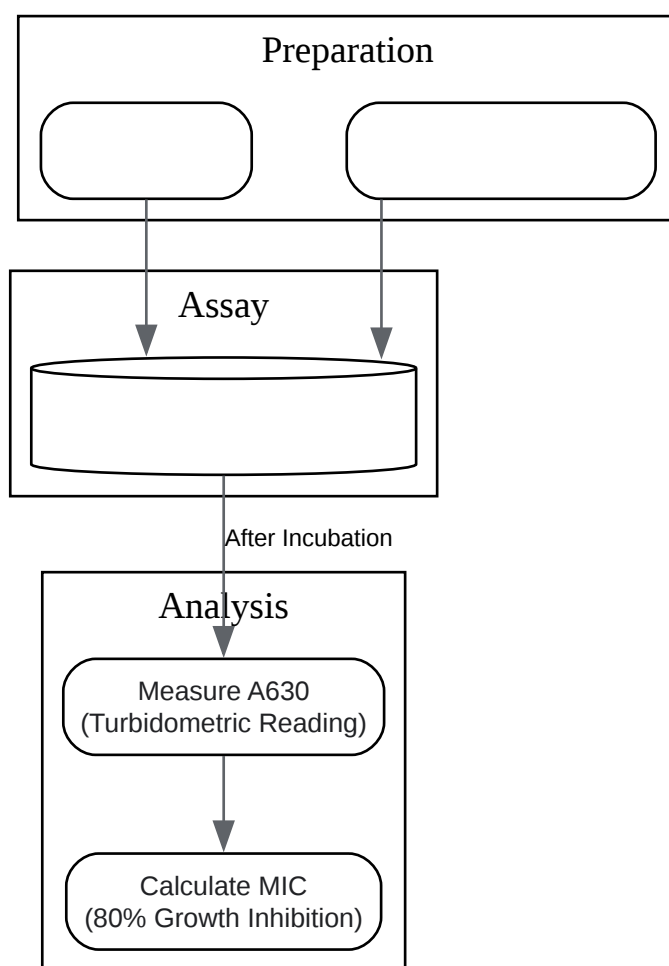 Preparation
Assay
After Incubation
Analysis
Measure A630
(Turbidometric Reading)
Calculate MIC
(80% Growth Inhibition)